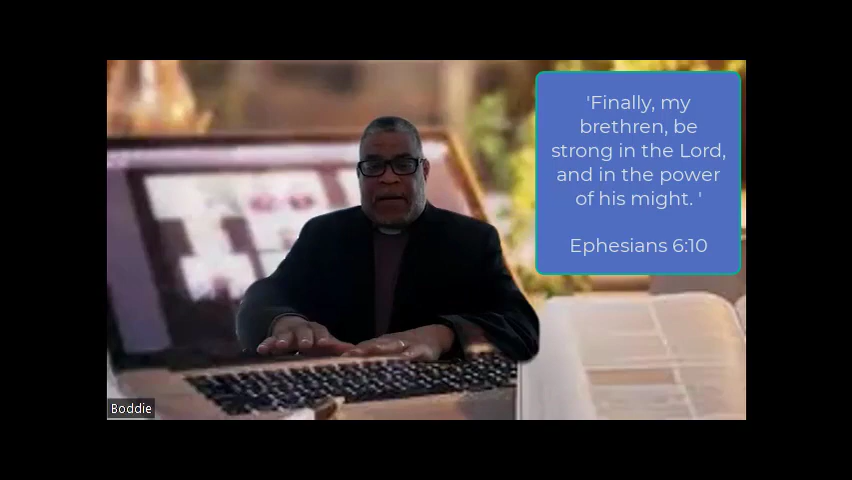 'Finally, my
brethren, be
strong in the Lord,
and in the power
of his might. '
Ephesians 6:10
Boddie